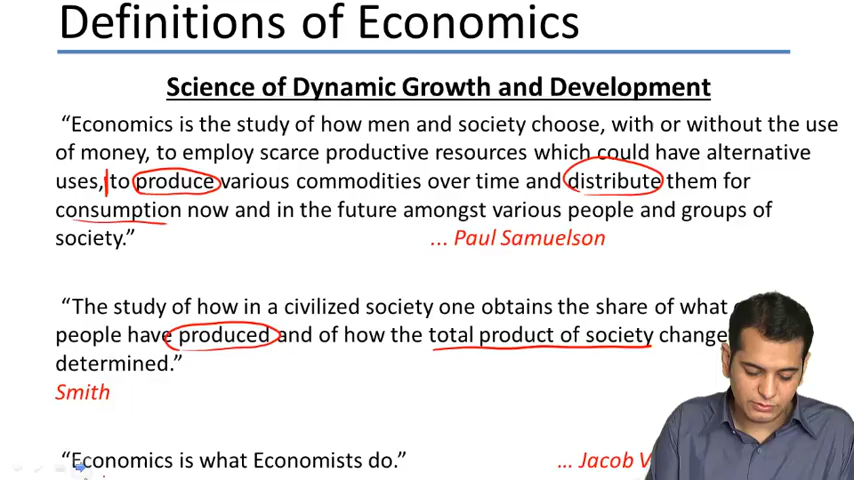 Definitions of Economics
Science of Dynamic Growth and Development
“Economics is the study of how men and society choose, with or without the use
of money, to employ scarce productive resources which could have alternative
uses, to produce various commodities over time and distribute them for
consumption now and in the future amongst various people and groups of
society.” ... Paul Samuelson
“The study of how in a civilized society one obtains the share of what
people have produced and of how the total product of society change
determined.”
Smith
“Economics is what Economists do.” ... Jacob V